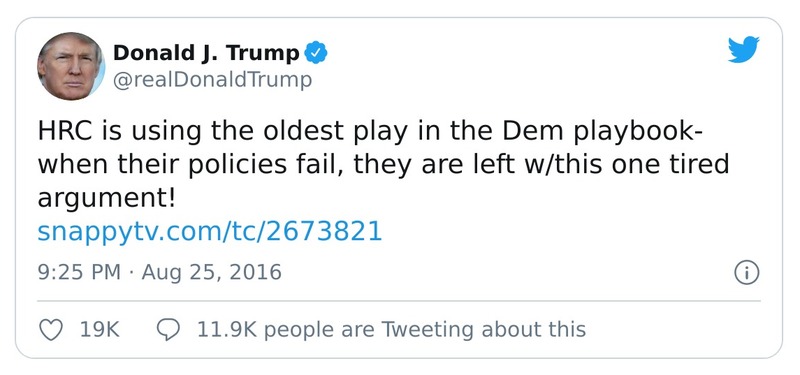 Donald J. Trump
@realDonaldTrump
HRC is using the oldest play in the Dem playbook-
when their policies fail, they are left w/this one tired
argument!
snappytv.com/tc/2673821
9:25 PM · Aug 25, 2016
19K 11.9K people are Tweeting about this